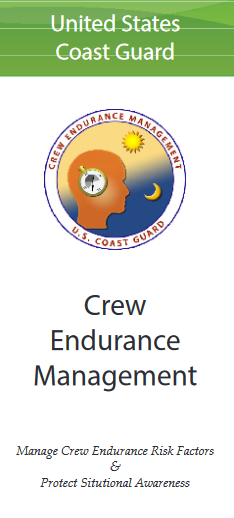 United States
Coast Guard
CREW ENDURANCE MANAGEMENT
U.S. COAST GUARD
Crew
Endurance
Management
Manage Crew Endurance Risk Factors
&
Protect Situtional Awareness